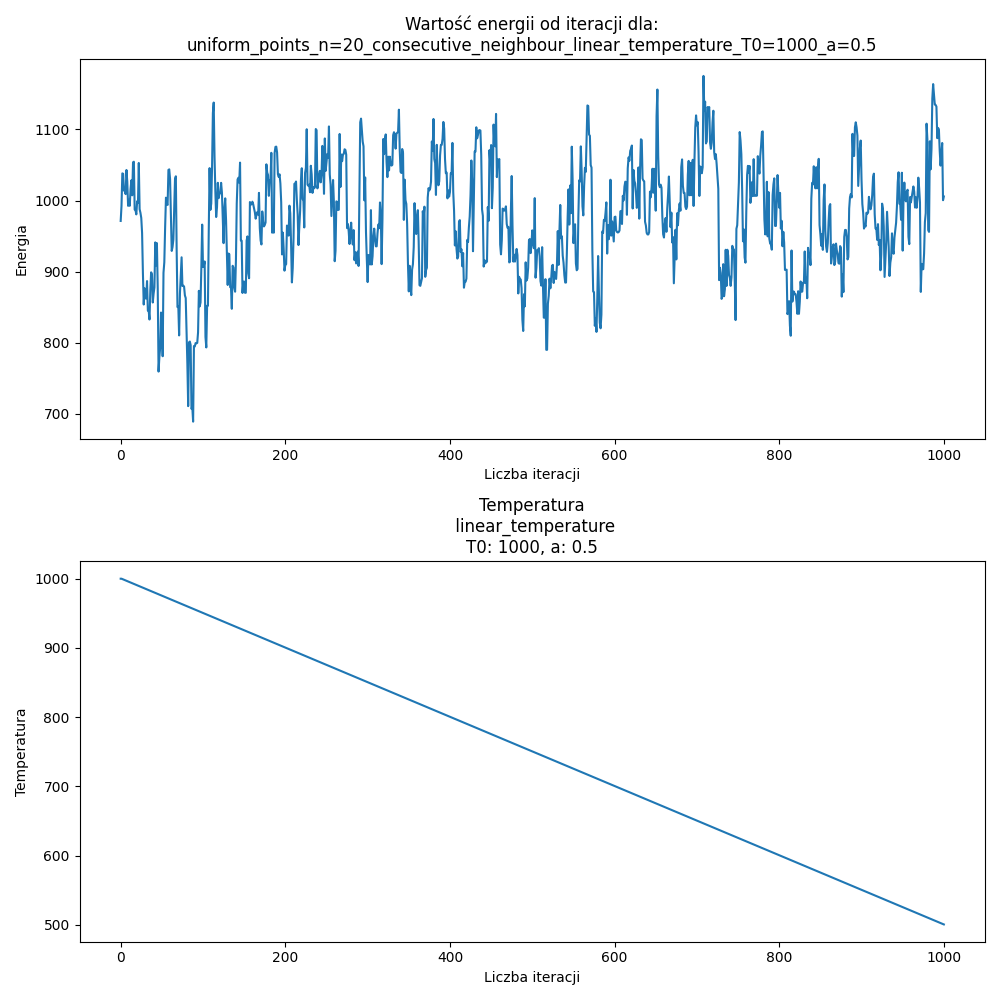 Wartość energii od iteracji dla:
uniform_points_n=20_consecutive_neighbour_linear_temperature_T0=1000_a=0.5
1100
1000
900
800
700
Energia
0 200 400 600 800 1000
Liczba iteracji
Temperatura
linear_temperature
T0: 1000, a: 0.5
1000
900
800
700
600
500
Temperatura
0 200 400 600 800 1000
Liczba iteracji